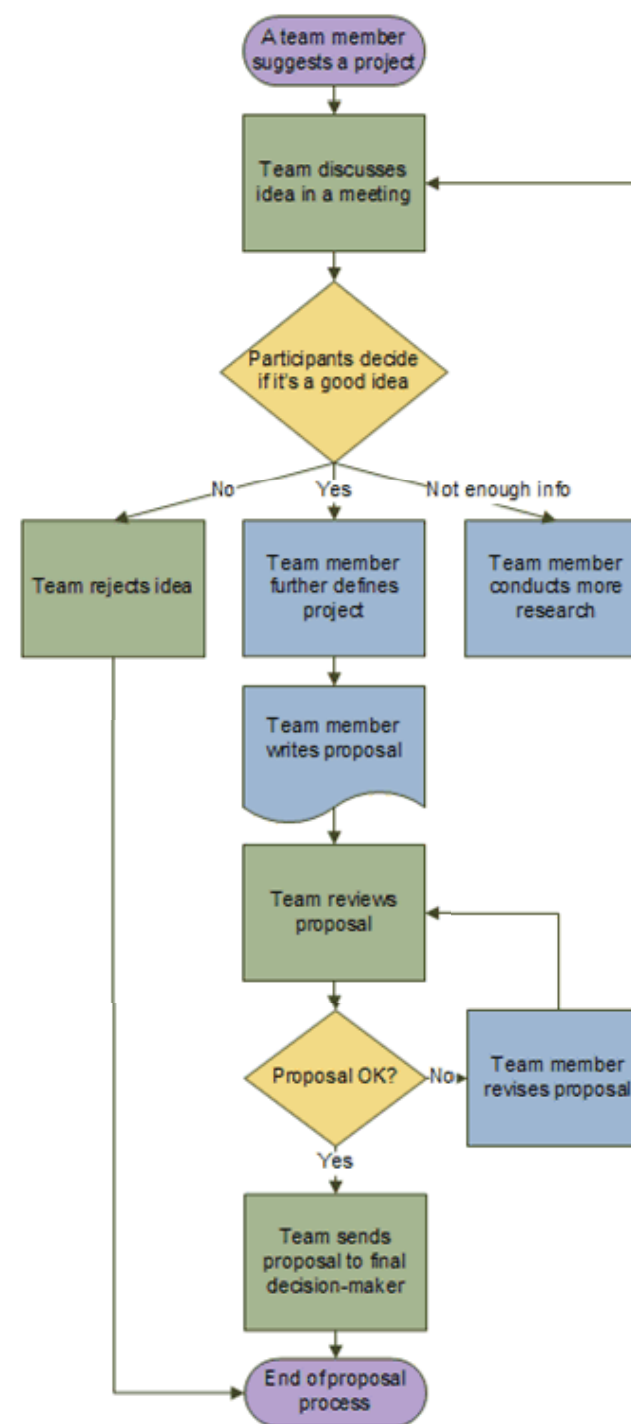 A team member
suggests a project
Team discusses
idea in a meeting
Participants decide
if it's a good idea
No
Yes
Not enough info
Team rejects idea
Team member
further defines
project
Team member
conducts more
research
Team member
writes proposal
Team reviews
proposal
Proposal OK?
No
Team member
revises proposal
Yes
Team sends
proposal to final
decision-maker
End of proposal
process